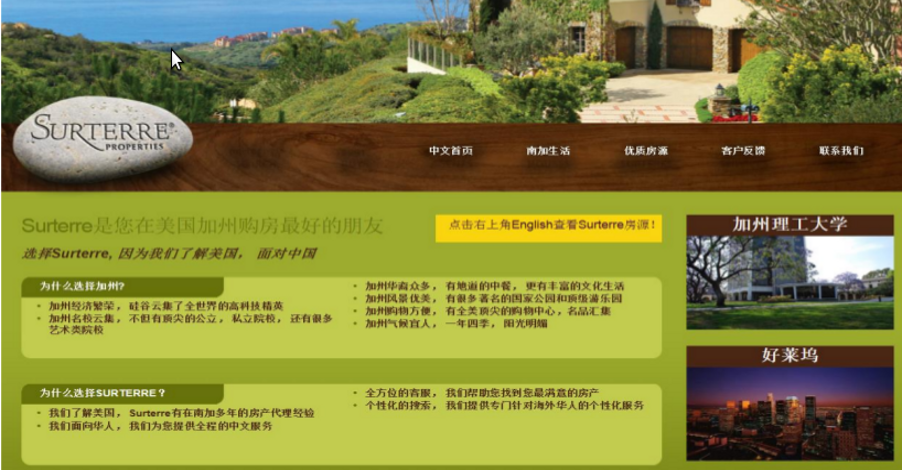 SURTERRE®
PROPERTIES
中文首页 南加生活 优质房源 客户反馈 联系我们
Surterre是您在美国加州购房最好的朋友
点击右上角English查看Surterre房源!
选择Surterre, 因为我们了解美国, 面对中国
加州理工大学
为什么选择加州?
加州经济繁荣,硅谷云集了全世界的高科技精英
加州名校云集,不但有顶尖的公立,私立院校,还有很多
艺术类院校
加州华裔众多,有地道的中餐,更有丰富的文化生活
加州风景优美,有很多著名的国家公园和顶级游乐园
加州购物方便,有全美顶尖的购物中心,名品汇集
加州气候宜人,一年四季,阳光明媚
好莱坞
为什么选择SURTERRE?
我们了解美国,Surterre有在南加多年的房产代理经验
我们面向华人,我们为您提供全程的中文服务
全方位的客服,我们帮助您找到您最满意的房产
个性化的搜索,我们提供专门针对海外华人的个性化服务